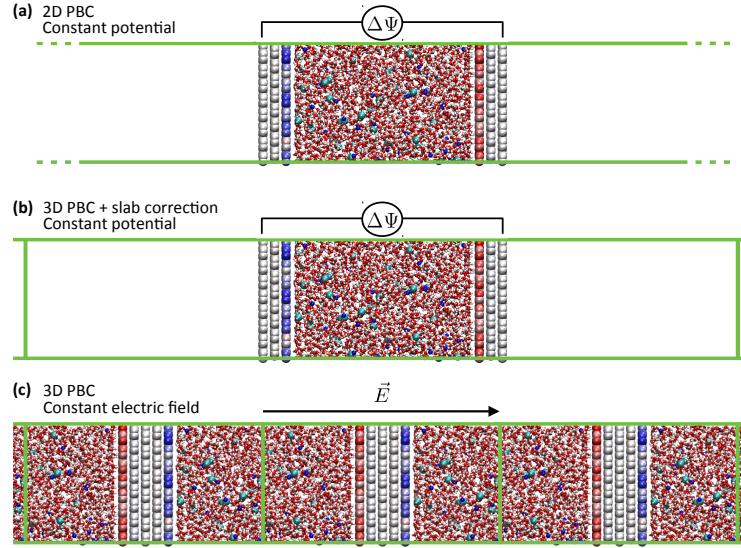 (a) 2D PBC
Constant potential
ΔΨ
(b) 3D PBC + slab correction
Constant potential
ΔΨ
(c) 3D PBC
Constant electric field
E⃗